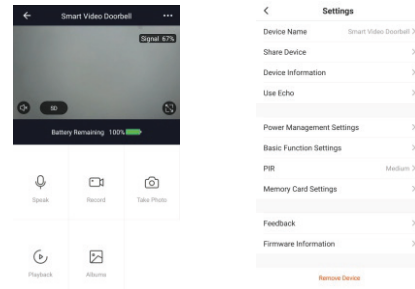 Smart Video Doorbell
Signal 67%
SD
Battery Remaining 100%
Speak
Record
Take Photo
Playback
Albums
Settings
Device Name
Smart Video Doorbell
Share Device
Device Information
Use Echo
Power Management Settings
Basic Function Settings
PIR
Medium
Memory Card Settings
Feedback
Firmware Information
Remove Device